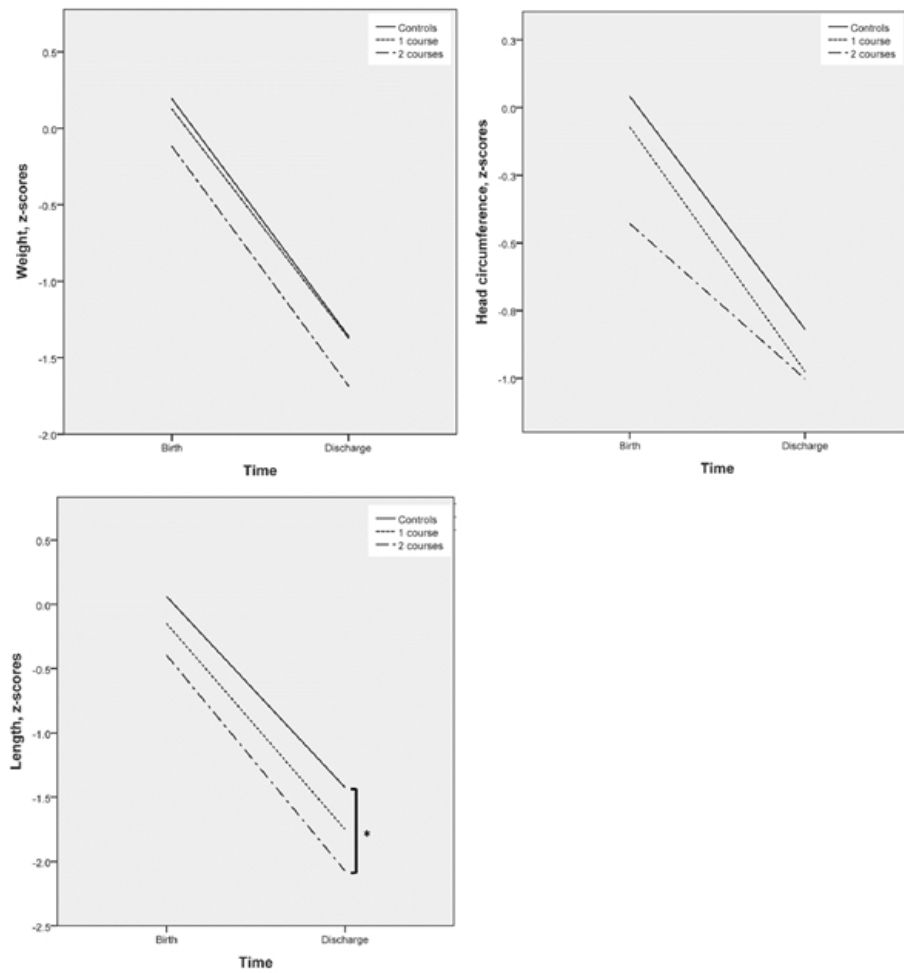 Controls
1 course
2 courses
0.5
0.0
-0.5
-1.0
-1.5
-2.0
Weight, z-scores
Birth
Discharge
Time
Controls
1 course
2 courses
0.3
0.0
-0.3
-0.5
-0.8
-1.0
Head circumference, z-scores
Birth
Discharge
Time
Controls
1 course
2 courses
0.5
0.0
-0.5
-1.0
-1.5
-2.0
-2.5
Length, z-scores
*
Birth
Discharge
Time